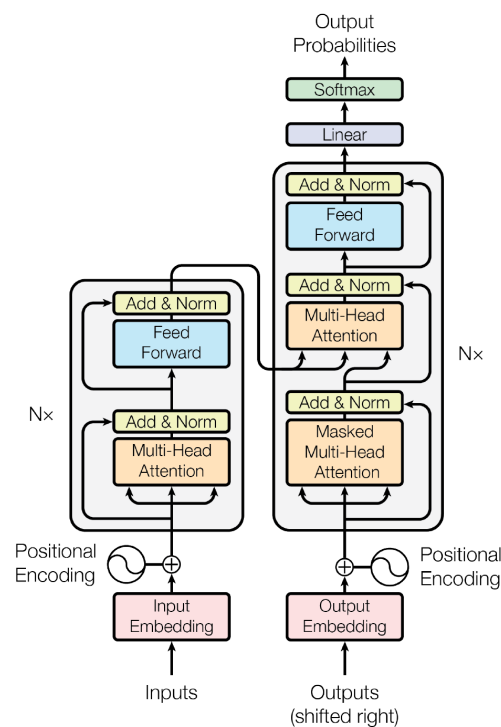 Output
Probabilities
Softmax
Linear
Add & Norm
Feed
Forward
Add & Norm
Multi-Head
Attention
Add & Norm
Masked
Multi-Head
Attention
N×
Add & Norm
Feed
Forward
Add & Norm
Multi-Head
Attention
N×
Positional
Encoding
Positional
Encoding
Input
Embedding
Output
Embedding
Inputs
Outputs
(shifted right)